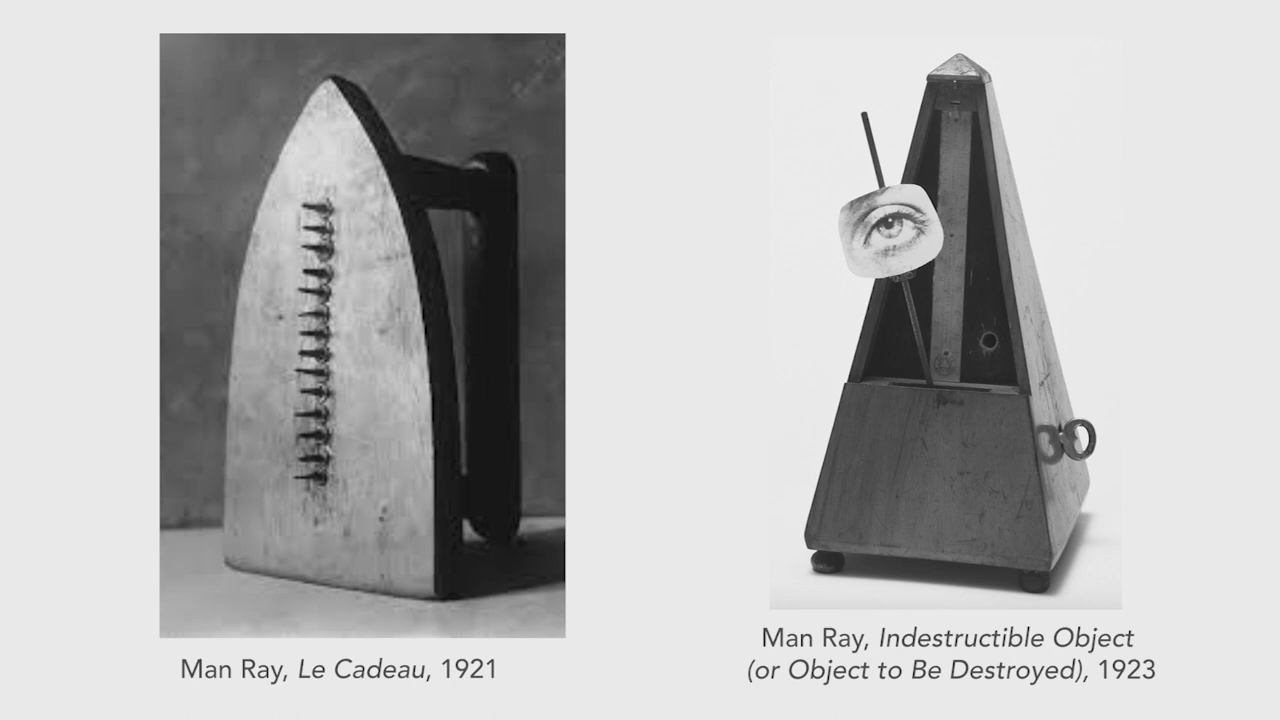 Man Ray, Le Cadeau, 1921
Man Ray, Indestructible Object
(or Object to Be Destroyed), 1923